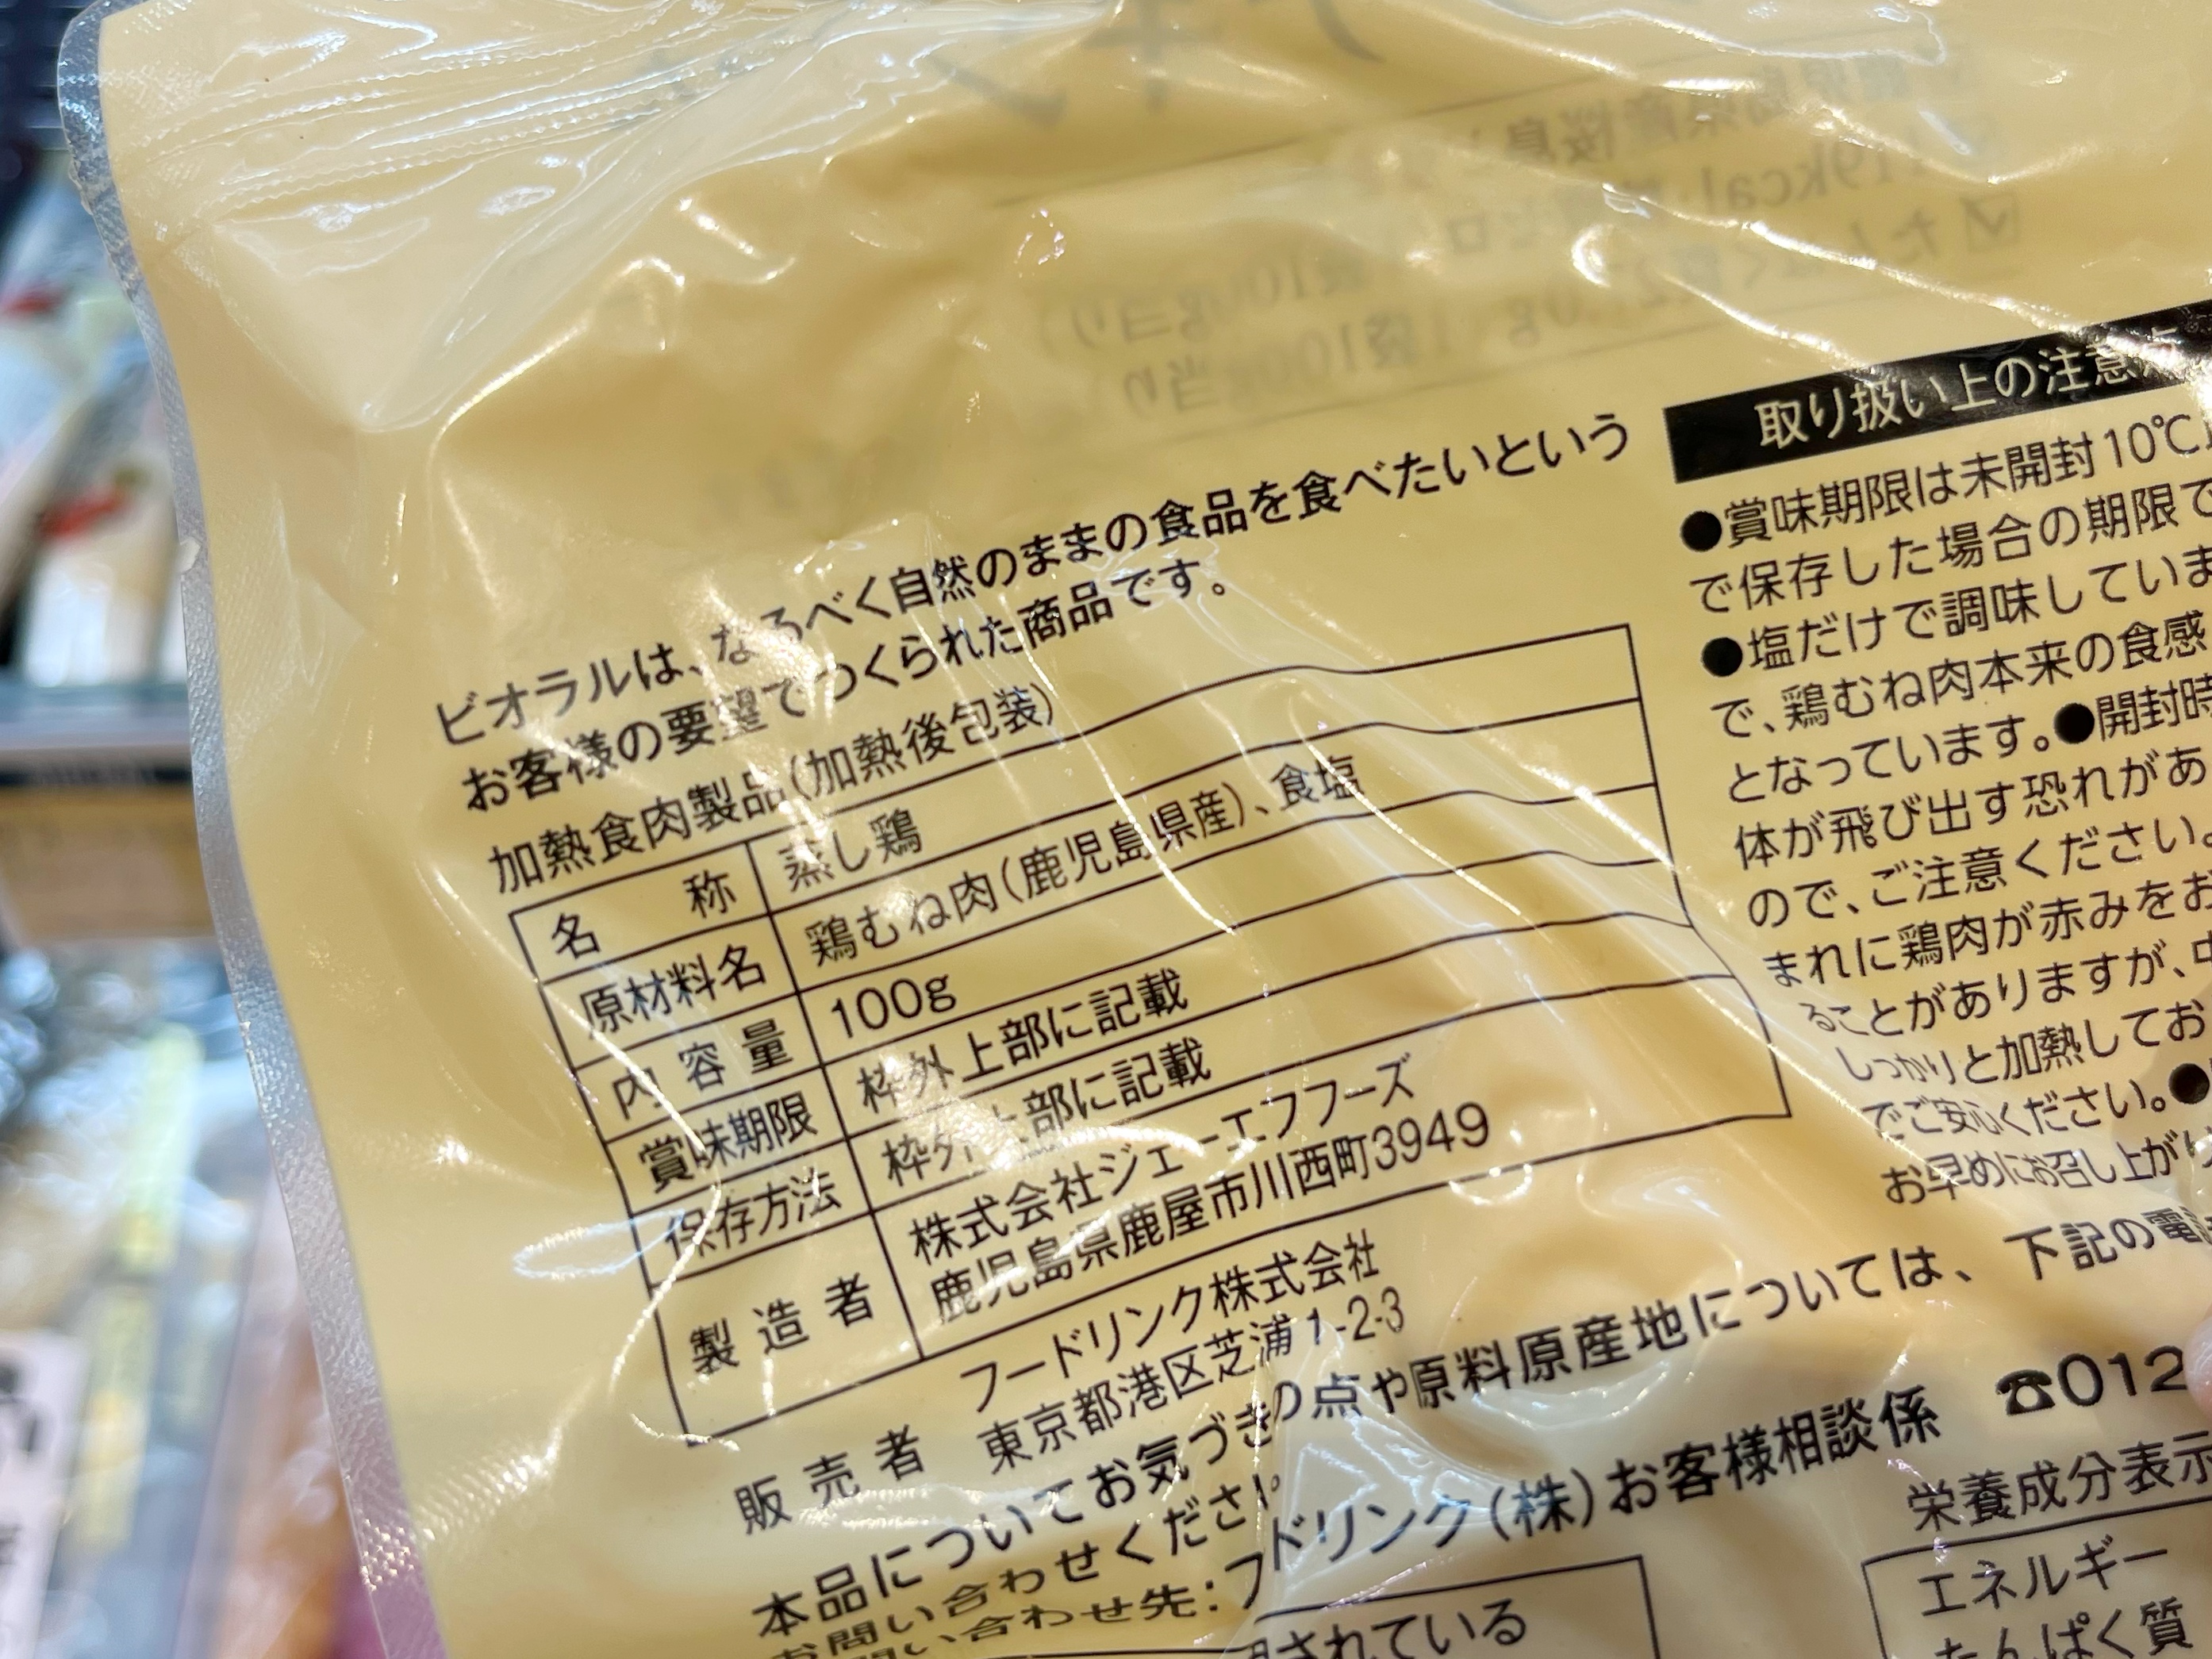 ビオラルは、なるべく自然のままの食品を食べたいという
お客様の要望でつくられた商品です。
加熱食肉製品(加熱後包装)
名 称 蒸し鶏
原材料名 鶏むね肉(鹿児島県産)、食塩
内 容 量 100g
賞味期限 枠外上部に記載
保存方法 枠外上部に記載
製 造 者 株式会社ジェーエフフーズ
鹿児島県鹿屋市川西町3949
販 売 者 フードリンク株式会社
東京都港区芝浦1-2-3
本品についてお気づきの点や原料原産地については、下記の電話
お問い合わせください
お問い合わせ先:フードリンク(株)お客様相談係 ☎012
されている
取り扱い上の注意
●賞味期限は未開封10℃
で保存した場合の期限で
●塩だけで調味していま
で、鶏むね肉本来の食感
となっています。●開封時
体が飛び出す恐れがあ
ので、ご注意ください。
まれに鶏肉が赤みをお
ることがありますが、中
しっかりと加熱してお
でご安心ください。●
お早めにお召し上がり
栄養成分表示
エネルギー
たんぱく質